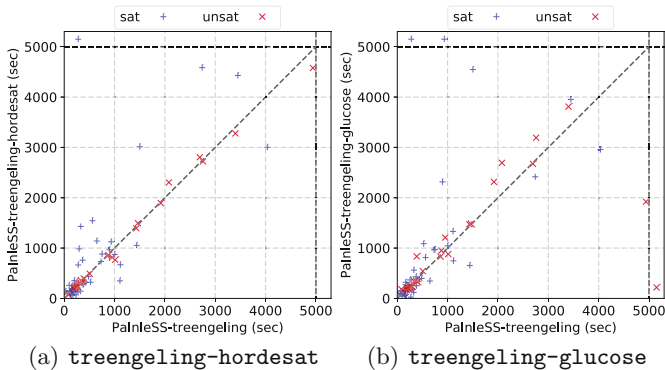 sat unsat
sat unsat
5000
4000
3000
2000
1000
0
PaInleSS-treengeling-hordesat (sec)
0 1000 2000 3000 4000 5000
PaInleSS-treengeling (sec)
5000
4000
3000
2000
1000
0
PaInleSS-treengeling-glucose (sec)
0 1000 2000 3000 4000 5000
PaInleSS-treengeling (sec)
(a) treengeling-hordesat
(b) treengeling-glucose